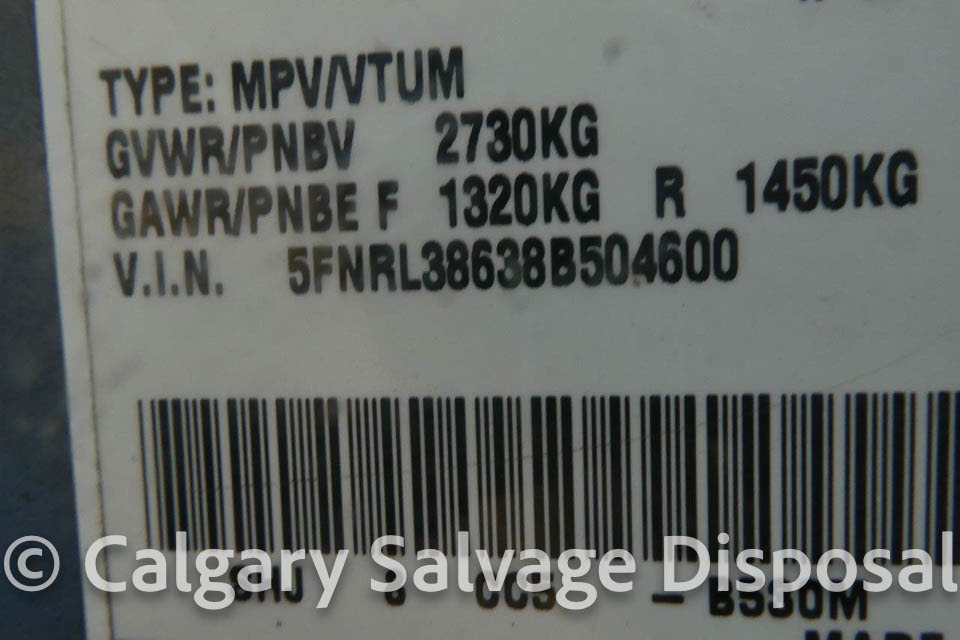 TYPE: MPV/VTUM
GVWR/PNBV 2730KG
GAWR/PNBE F 1320KG R 1450KG
V.I.N. 5FNRL38638B504600
© Calgary Salvage Disposal